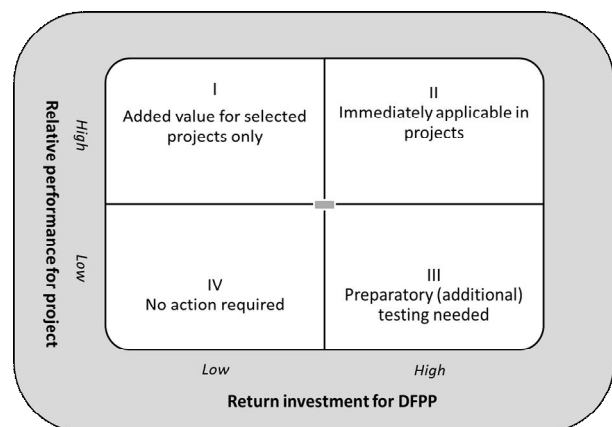 I
Added value for selected
projects only
II
Immediately applicable in
projects
IV
No action required
III
Preparatory (additional)
testing needed
Relative performance for project
High
Low
Low
High
Return investment for DFPP